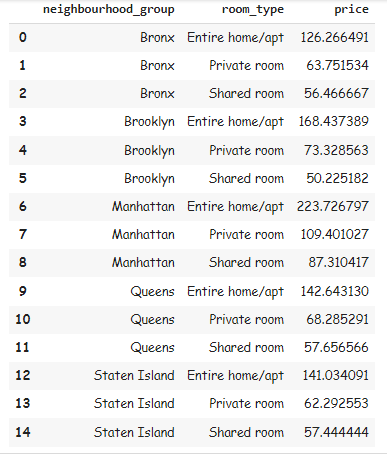 neighbourhood_group room_type price
0 Bronx Entire home/apt 126.266491
1 Bronx Private room 63.751534
2 Bronx Shared room 56.466667
3 Brooklyn Entire home/apt 168.437389
4 Brooklyn Private room 73.328563
5 Brooklyn Shared room 50.225182
6 Manhattan Entire home/apt 223.726797
7 Manhattan Private room 109.401027
8 Manhattan Shared room 87.310417
9 Queens Entire home/apt 142.643130
10 Queens Private room 68.285291
11 Queens Shared room 57.656566
12 Staten Island Entire home/apt 141.034091
13 Staten Island Private room 62.292553
14 Staten Island Shared room 57.444444